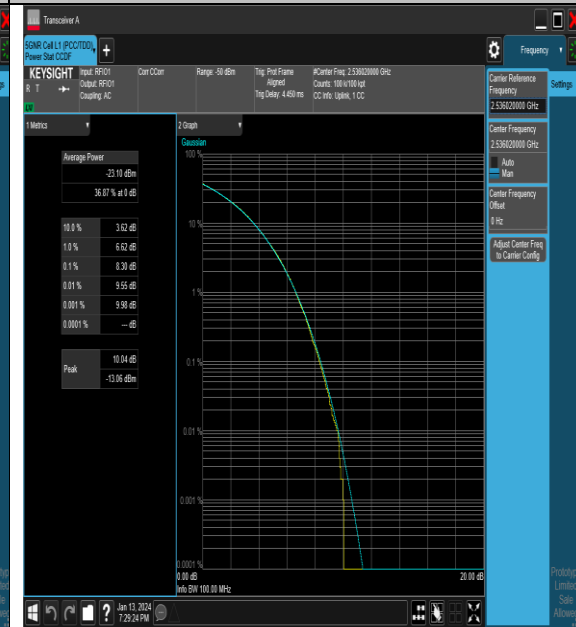 Transceiver A
5GNR Cell L1 (PCC/TDD)
Power Stat CCDF
Frequency
KEYSIGHT
R T
Input: RFIO1
Output: RFIO1
Coupling: AC
Corr CCorr
Range: -50 dBm
Trig: Prot Frame
Aligned
Trig Delay: 4.450 ms
#Center Freq: 2.536020000 GHz
Counts: 100 k/100 kpt
CC Info: Uplink, 1 CC
Carrier Reference
Frequency
2.536020000 GHz
Settings
Center Frequency
2.536020000 GHz
Auto
Man
Center Frequency
Offset
0 Hz
Adjust Center Freq
to Carrier Config
1 Metrics
2 Graph
Average Power
-23.10 dBm
36.87 % at 0 dB
10.0 % 3.62 dB
1.0 % 6.62 dB
0.1 % 8.30 dB
0.01 % 9.55 dB
0.001 % 9.98 dB
0.0001 % --- dB
Peak
10.04 dB
-13.06 dBm
Gaussian
100 %
10 %
1 %
0.1 %
0.01 %
0.001 %
0.0001 %
0.00 dB
20.00 dB
Info BW 100.00 MHz
Jan 13, 2024
7:29:24 PM